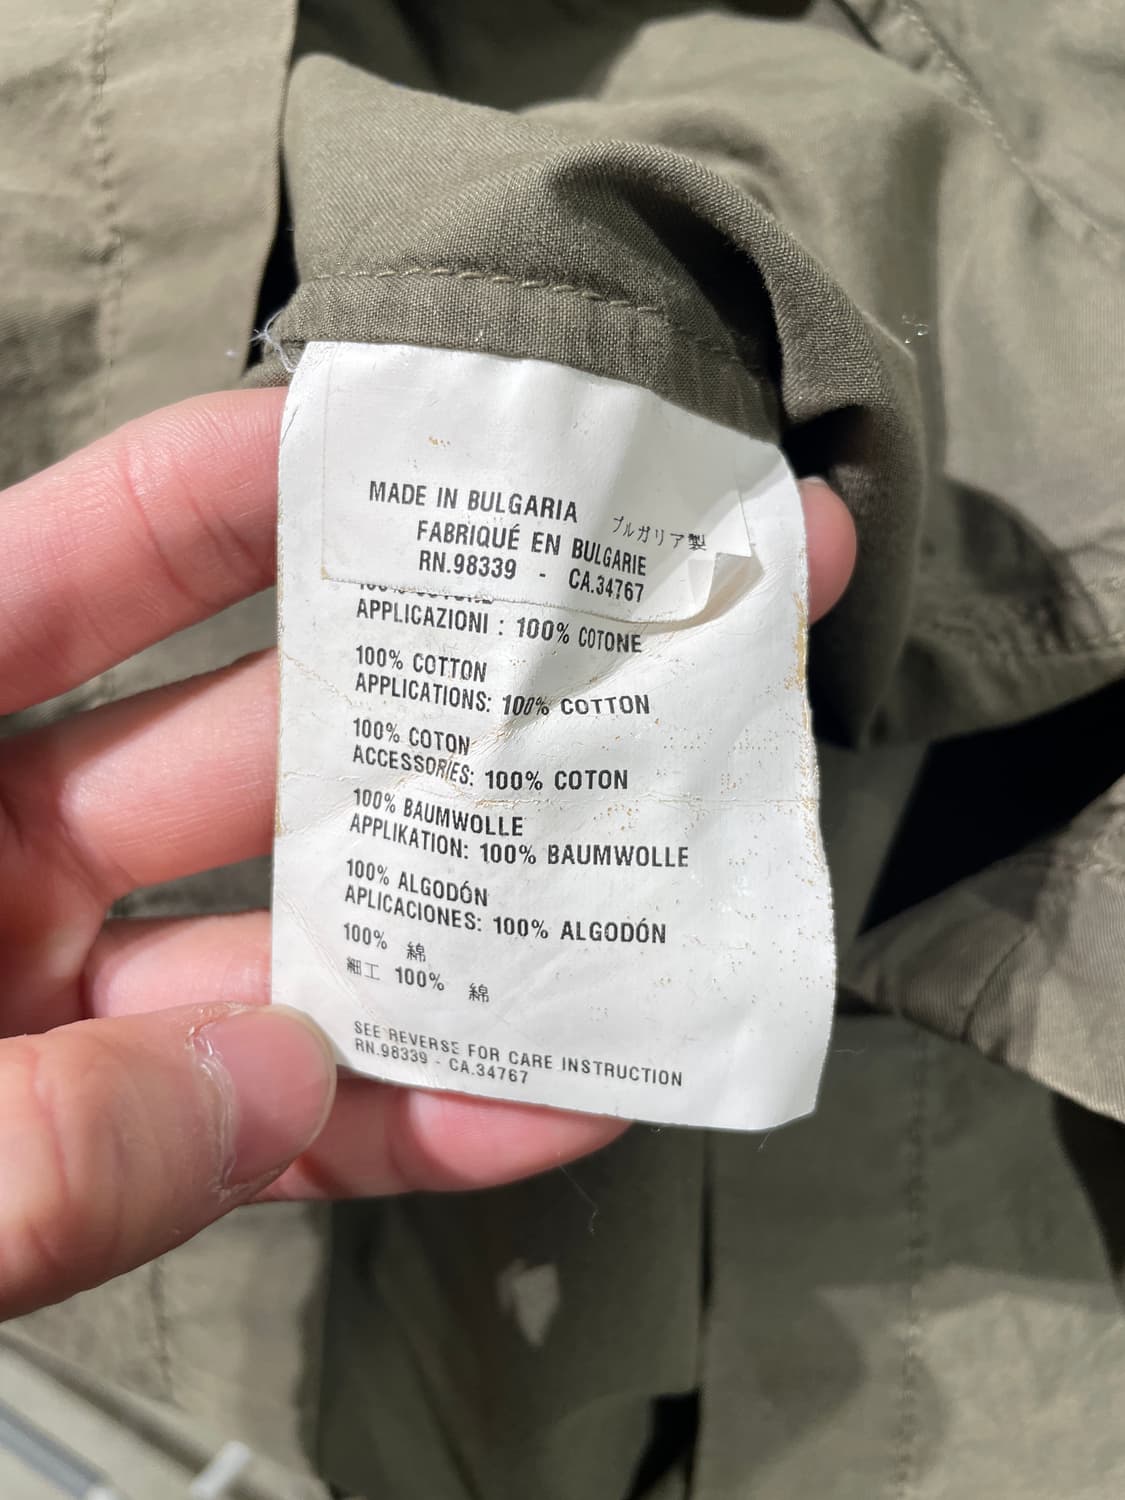 MADE IN BULGARIA ブルガリア製
FABRIQUÉ EN BULGARIE
RN.98339 - CA.34767
APPLICAZIONI : 100% COTONE
100% COTTON
APPLICATIONS: 100% COTTON
100% COTON
ACCESSORIES: 100% COTON
100% BAUMWOLLE
APPLIKATION: 100% BAUMWOLLE
100% ALGODÓN
APLICACIONES: 100% ALGODÓN
100% 綿
細工 100% 綿
SEE REVERSE FOR CARE INSTRUCTION
RN.98339 - CA.34767